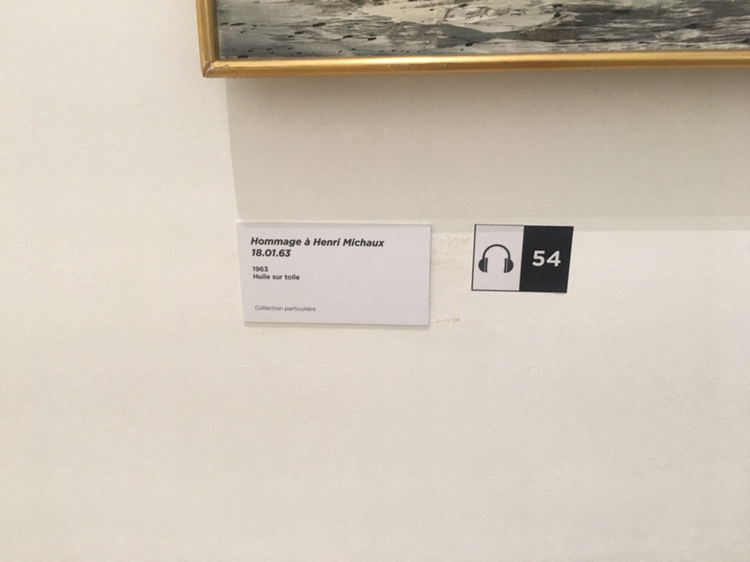 Hommage à Henri Michaux
18.01.63
1963
Huile sur toile
Collection particulière
54